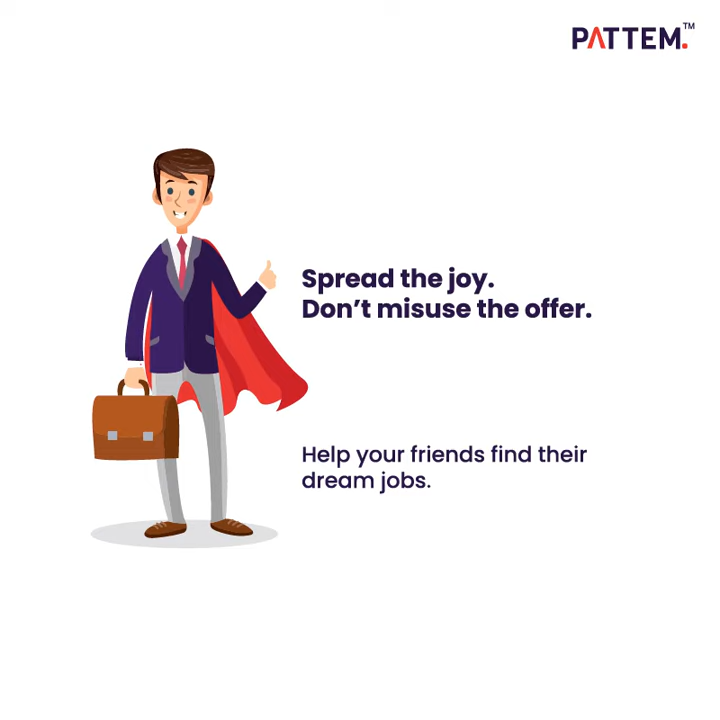 PATTEM.™
Spread the joy.
Don’t misuse the offer.
Help your friends find their
dream jobs.